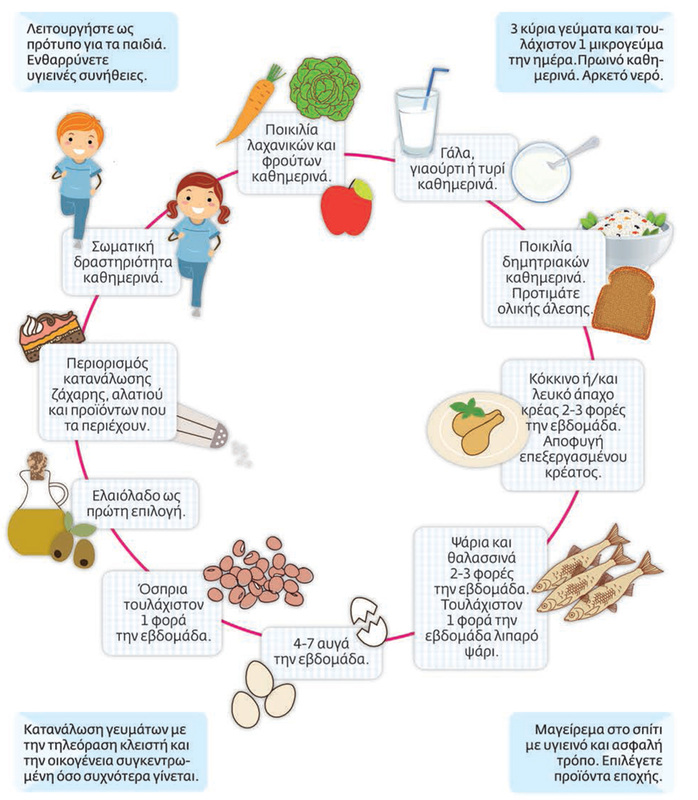 Λειτουργήστε ως
πρότυπο για τα παιδιά.
Ενθαρρύνετε
υγιεινές συνήθειες.
3 κύρια γεύματα και του-
λάχιστον 1 μικρογεύμα
την ημέρα. Πρωινό καθη-
μερινά. Αρκετό νερό.
Ποικιλία
λαχανικών και
φρούτων
καθημερινά.
Γάλα,
γιαούρτι ή τυρί
καθημερινά.
Ποικιλία
δημητριακών
καθημερινά.
Προτιμάτε
ολικής άλεσης.
Κόκκινο ή/και
λευκό άπαχο
κρέας 2-3 φορές
την εβδομάδα.
Αποφυγή
επεξεργασμένου
κρέατος.
Ψάρια και
θαλασσινά
2-3 φορές
την εβδομάδα.
Τουλάχιστον
1 φορά την
εβδομάδα λιπαρό
ψάρι.
4-7 αυγά
την εβδομάδα.
Όσπρια
τουλάχιστον
1 φορά
την εβδομάδα.
Ελαιόλαδο ως
πρώτη επιλογή.
Περιορισμός
κατανάλωσης
ζάχαρης, αλατιού
και προϊόντων που
τα περιέχουν.
Σωματική
δραστηριότητα
καθημερινά.
Κατανάλωση γευμάτων με
την τηλεόραση κλειστή και
την οικογένεια συγκεντρω-
μένη όσο συχνότερα γίνεται.
Μαγείρεμα στο σπίτι
με υγιεινό και ασφαλή
τρόπο. Επιλέγετε
προϊόντα εποχής.